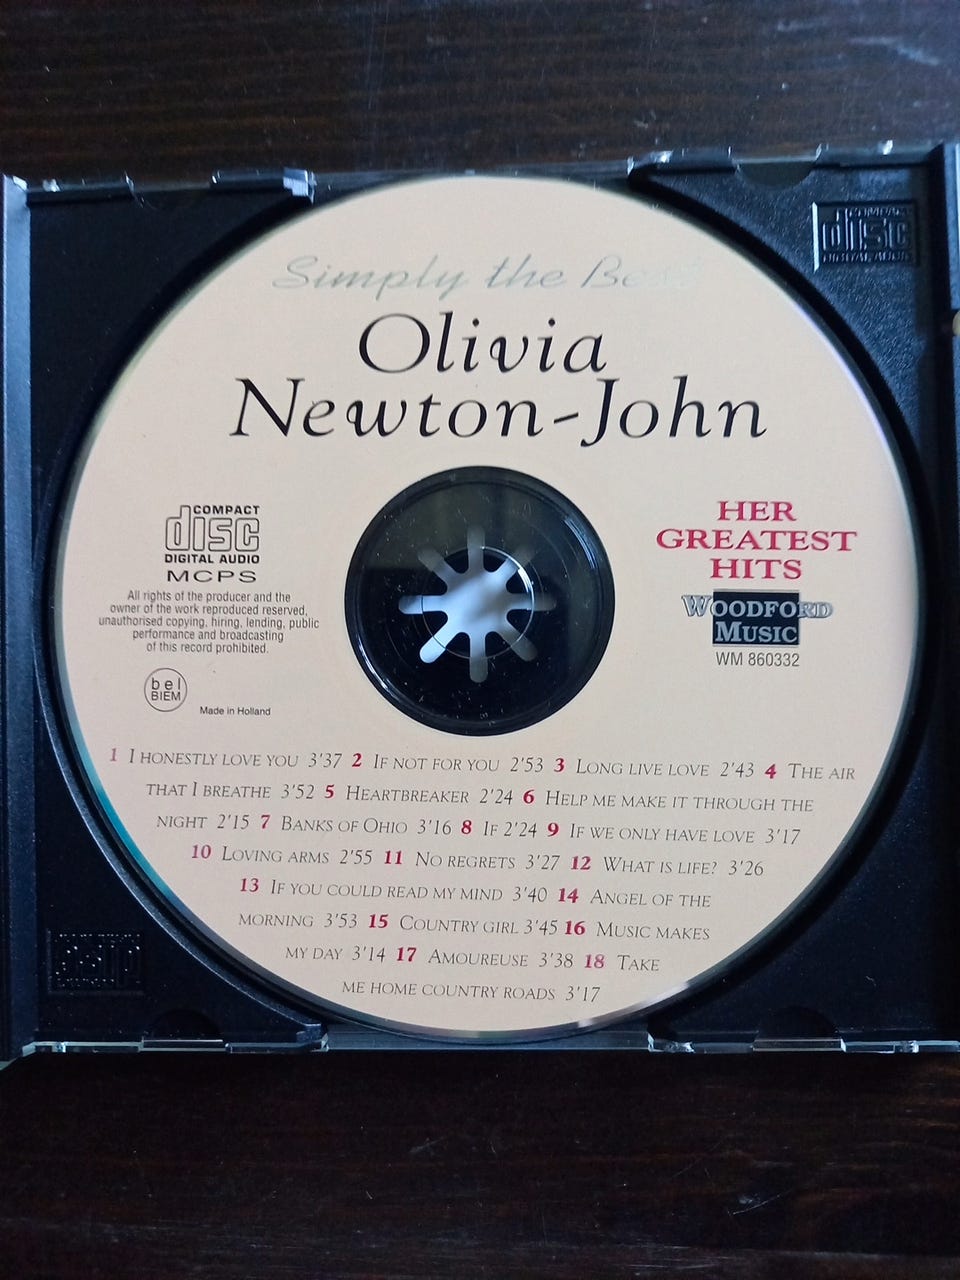 COMPACT
disc
DIGITAL AUDIO
Simply the Best
Olivia
Newton-John
COMPACT
disc
DIGITAL AUDIO
MCPS
All rights of the producer and the
owner of the work reproduced reserved,
unauthorised copying, hiring, lending, public
performance and broadcasting
of this record prohibited.
bel
BIEM
Made in Holland
HER
GREATEST
HITS
WOODFORD
MUSIC
WM 860332
1 I HONESTLY LOVE YOU 3'37 2 IF NOT FOR YOU 2'53 3 LONG LIVE LOVE 2'43 4 THE AIR
THAT I BREATHE 3'52 5 HEARTBREAKER 2'24 6 HELP ME MAKE IT THROUGH THE
NIGHT 2'15 7 BANKS OF OHIO 3'16 8 IF 2'24 9 IF WE ONLY HAVE LOVE 3'17
10 LOVING ARMS 2'55 11 NO REGRETS 3'27 12 WHAT IS LIFE? 3'26
13 IF YOU COULD READ MY MIND 3'40 14 ANGEL OF THE
MORNING 3'53 15 COUNTRY GIRL 3'45 16 MUSIC MAKES
MY DAY 3'14 17 AMOUREUSE 3'38 18 TAKE
ME HOME COUNTRY ROADS 3'17